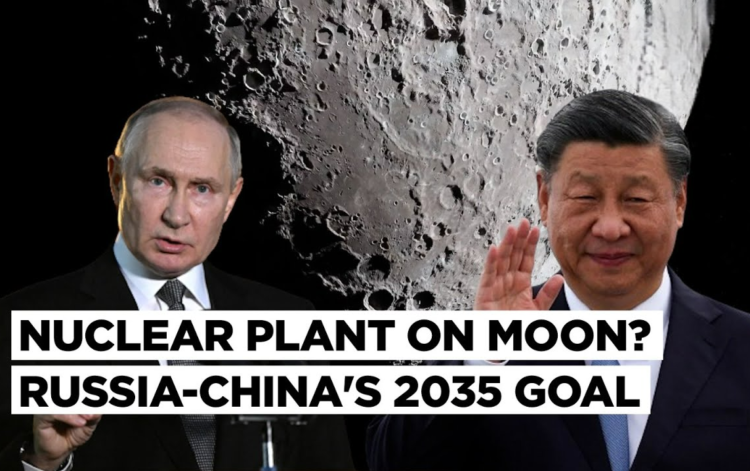 NUCLEAR PLANT ON MOON?
RUSSIA-CHINA'S 2035 GOAL